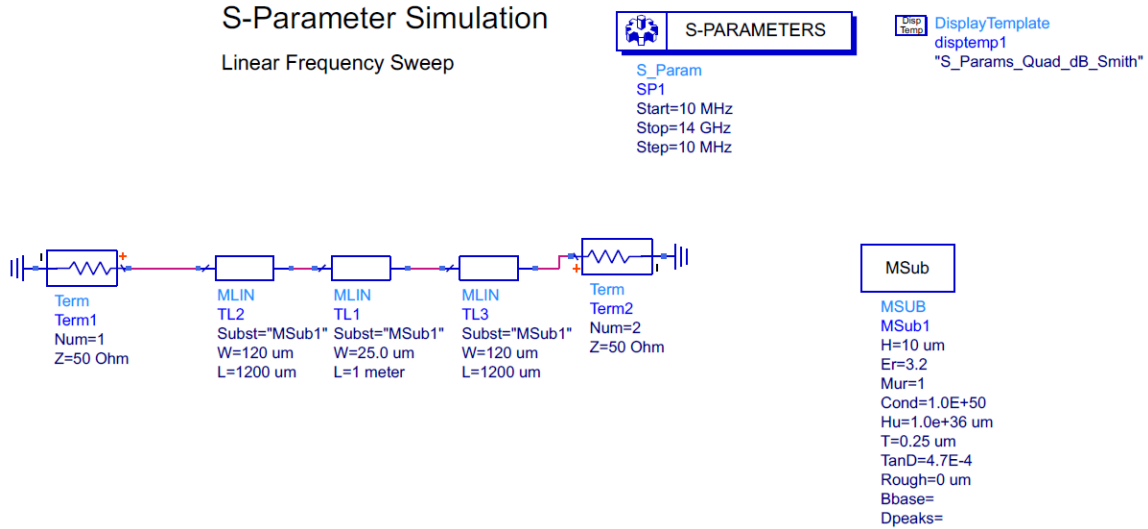 S-Parameter Simulation
Linear Frequency Sweep
S-PARAMETERS
S_Param
SP1
Start=10 MHz
Stop=14 GHz
Step=10 MHz
Disp
Temp
DisplayTemplate
disptemp1
"S_Params_Quad_dB_Smith"
Term
Term1
Num=1
Z=50 Ohm
MLIN
TL2
Subst="MSub1"
W=120 um
L=1200 um
MLIN
TL1
Subst="MSub1"
W=25.0 um
L=1 meter
MLIN
TL3
Subst="MSub1"
W=120 um
L=1200 um
Term
Term2
Num=2
Z=50 Ohm
MSub
MSUB
MSub1
H=10 um
Er=3.2
Mur=1
Cond=1.0E+50
Hu=1.0e+36 um
T=0.25 um
TanD=4.7E-4
Rough=0 um
Bbase=
Dpeaks=